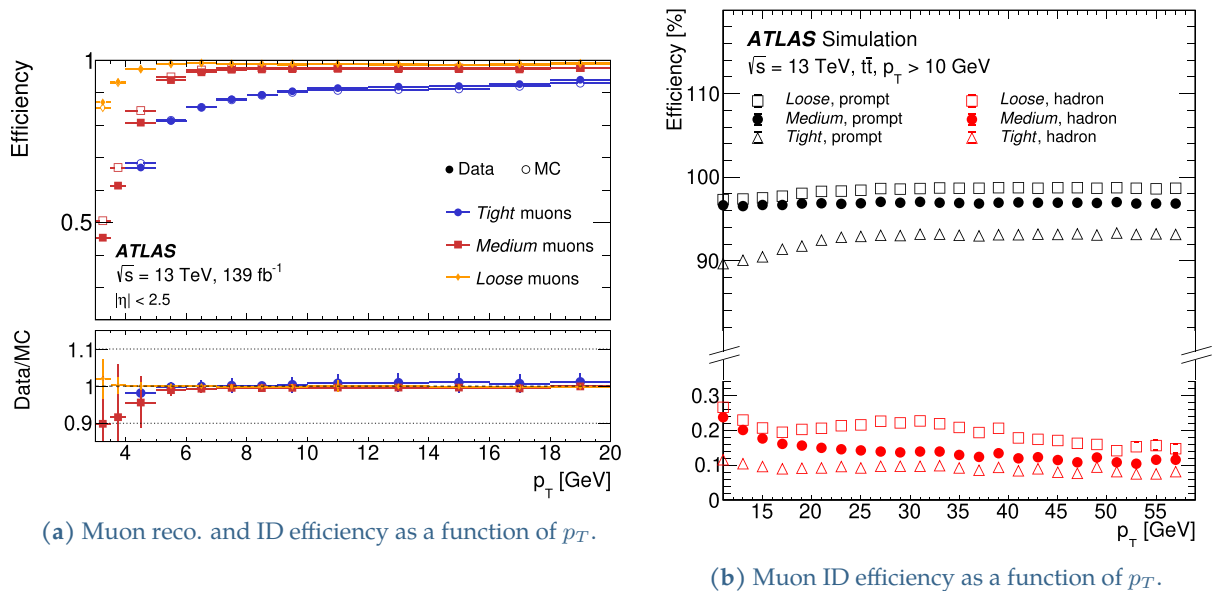 Efficiency
1
0.5
Data
MC
Tight muons
Medium muons
Loose muons
ATLAS
√s = 13 TeV, 139 fb⁻¹
|η| < 2.5
Data/MC
1.1
1
0.9
4 6 8 10 12 14 16 18 20
p_T [GeV]
(a) Muon reco. and ID efficiency as a function of p_T.
Efficiency [%]
ATLAS Simulation
√s = 13 TeV, tt̄, p_T > 10 GeV
Loose, prompt
Loose, hadron
Medium, prompt
Medium, hadron
Tight, prompt
Tight, hadron
110
100
90
0.3
0.2
0.1
0
15 20 25 30 35 40 45 50 55
p_T [GeV]
(b) Muon ID efficiency as a function of p_T.